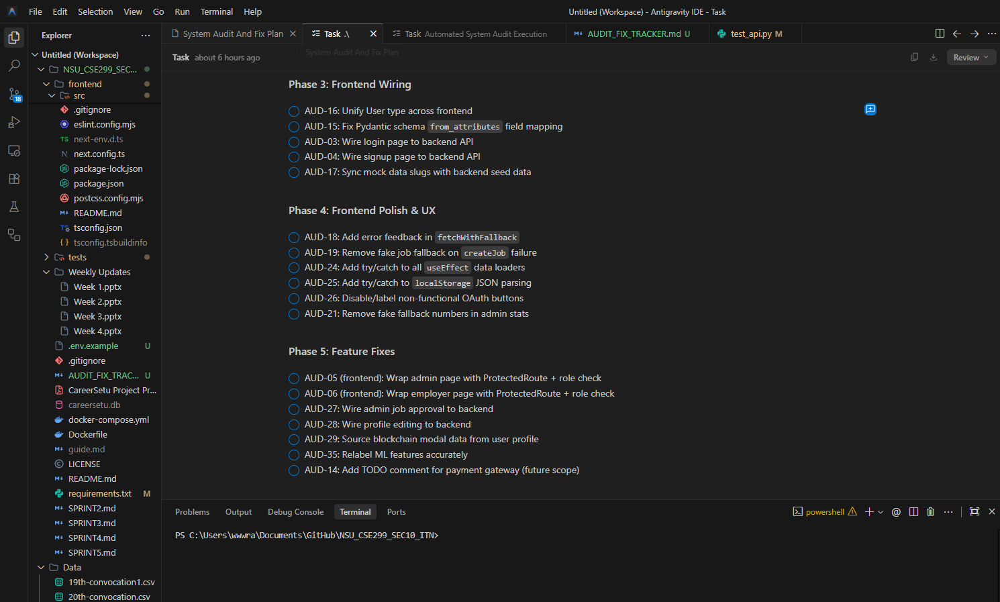 File Edit Selection View Go Run Terminal Help
Untitled (Workspace) - Antigravity IDE - Task
Explorer
System Audit And Fix Plan
Task .\
Task Automated System Audit Execution
AUDIT_FIX_TRACKER.md U
test_api.py M
System Audit And Fix Plan
Task about 6 hours ago
Review
Untitled (Workspace)
NSU_CSE299_SEC...
frontend
src
.gitignore
eslint.config.mjs
TS next-env.d.ts
N next.config.ts
package-lock.json
package.json
postcss.config.mjs
README.md
TS tsconfig.json
{ } tsconfig.tsbuildinfo
tests
Weekly Updates
Week 1.pptx
Week 2.pptx
Week 3.pptx
Week 4.pptx
.env.example U
.gitignore
AUDIT_FIX_TRAC... U
CareerSetu Project Pr...
careersetu.db
docker-compose.yml
Dockerfile
guide.md
LICENSE
README.md
requirements.txt M
SPRINT2.md
SPRINT3.md
SPRINT4.md
SPRINT5.md
Data
19th-convocation1.csv
20th-convocation.csv
18
Phase 3: Frontend Wiring
AUD-16: Unify User type across frontend
AUD-15: Fix Pydantic schema from_attributes field mapping
AUD-03: Wire login page to backend API
AUD-04: Wire signup page to backend API
AUD-17: Sync mock data slugs with backend seed data
Phase 4: Frontend Polish & UX
AUD-18: Add error feedback in fetchWithFallback
AUD-19: Remove fake job fallback on createJob failure
AUD-24: Add try/catch to all useEffect data loaders
AUD-25: Add try/catch to localStorage JSON parsing
AUD-26: Disable/label non-functional OAuth buttons
AUD-21: Remove fake fallback numbers in admin stats
Phase 5: Feature Fixes
AUD-05 (frontend): Wrap admin page with ProtectedRoute + role check
AUD-06 (frontend): Wrap employer page with ProtectedRoute + role check
AUD-27: Wire admin job approval to backend
AUD-28: Wire profile editing to backend
AUD-29: Source blockchain modal data from user profile
AUD-35: Relabel ML features accurately
AUD-14: Add TODO comment for payment gateway (future scope)
Problems Output Debug Console Terminal Ports
powershell
PS C:\Users\wwwra\Documents\GitHub\NSU_CSE299_SEC10_ITN>